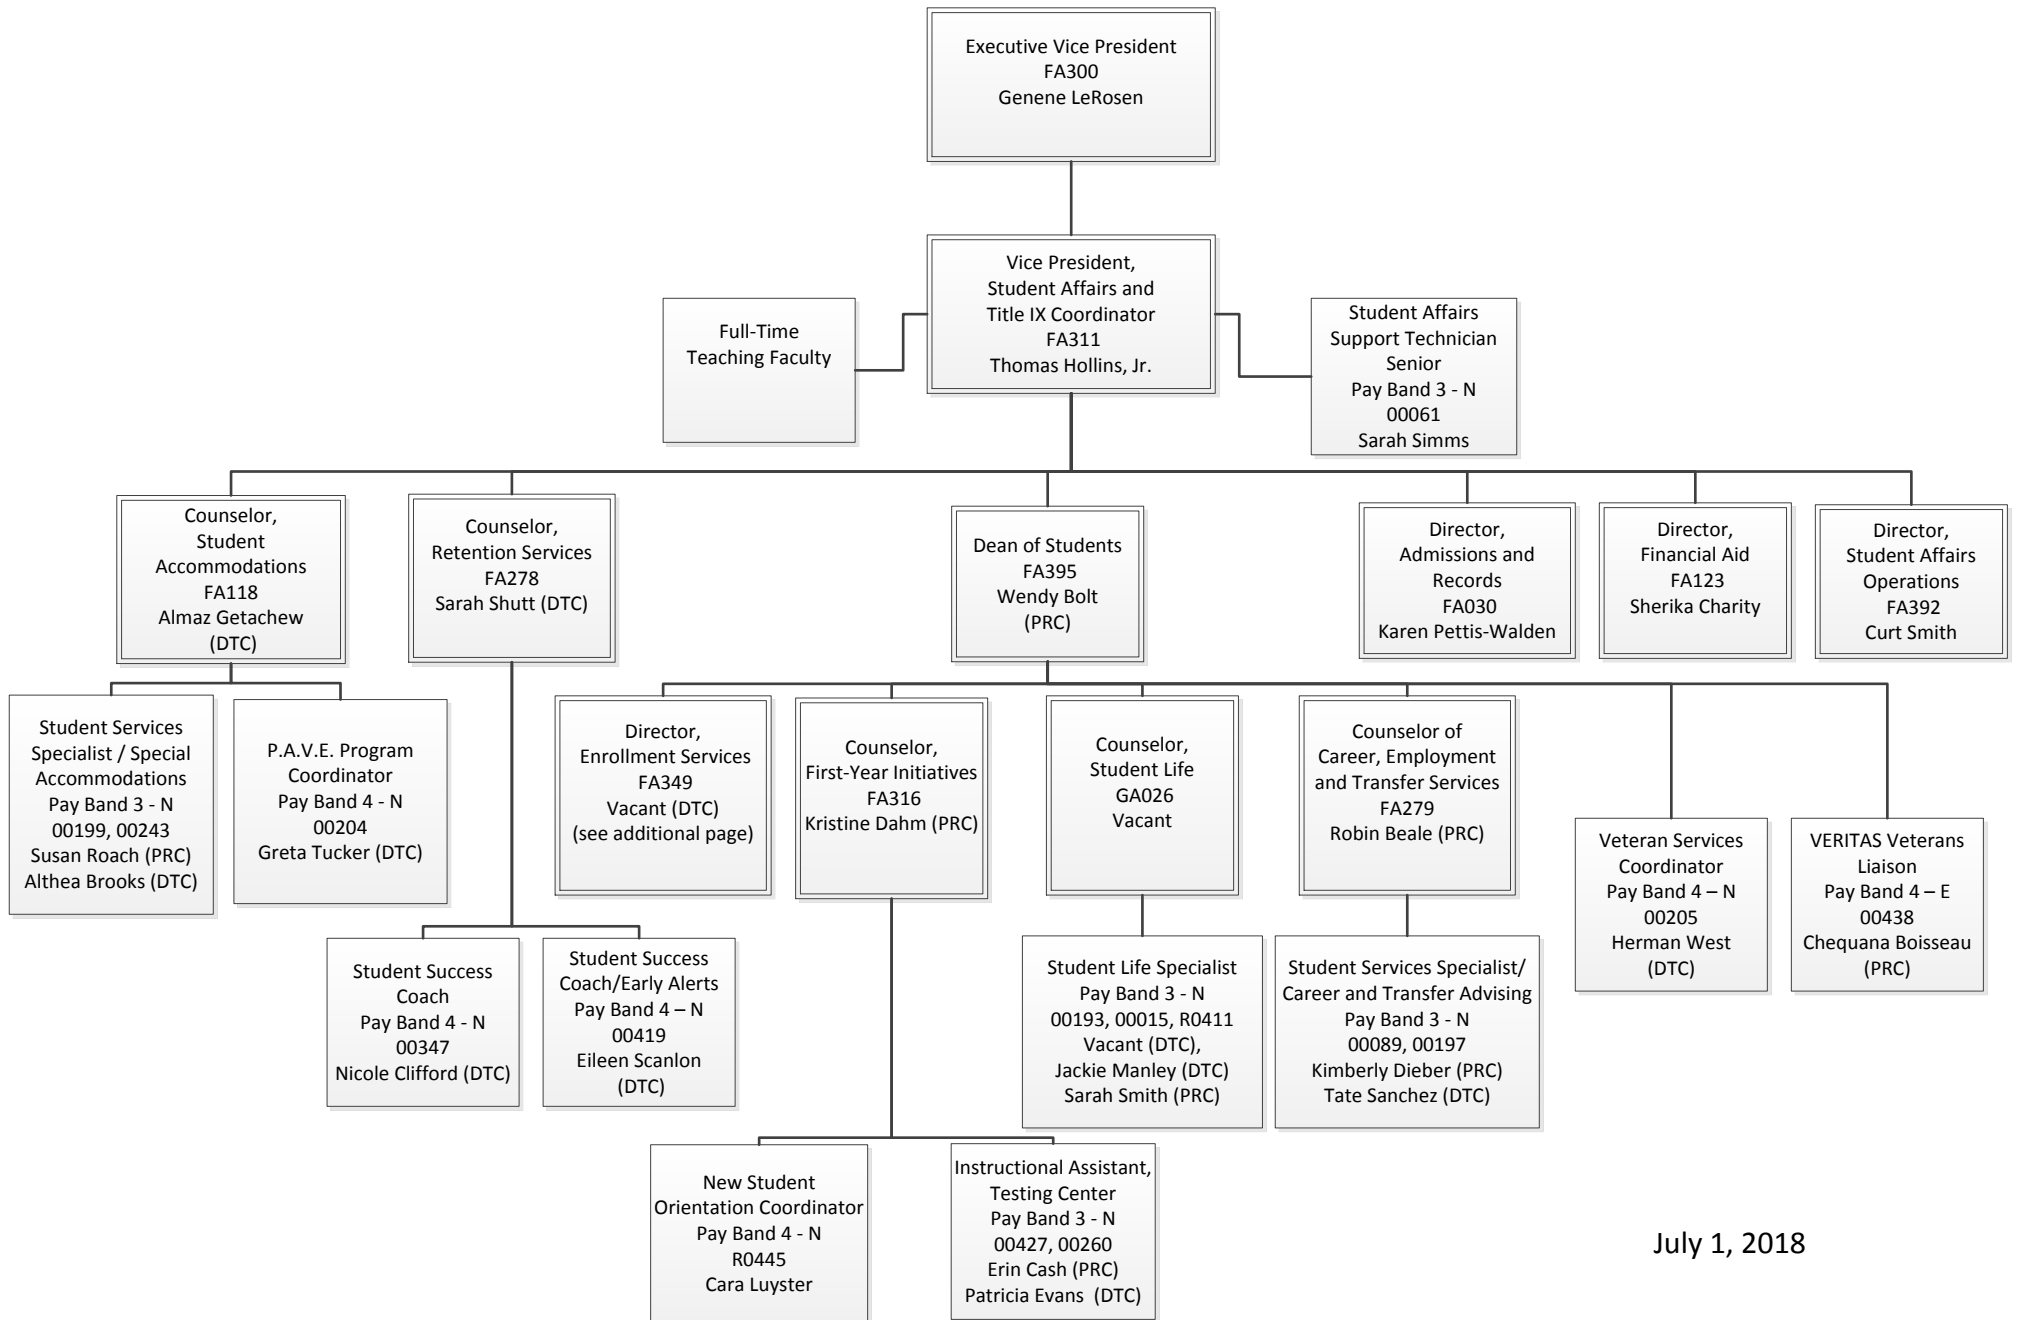 Executive Vice President
FA300
Genene LeRosen
Vice President,
Student Affairs and
Title IX Coordinator
FA311
Thomas Hollins, Jr.
Full-Time
Teaching Faculty
Student Affairs
Support Technician
Senior
Pay Band 3 - N
00061
Sarah Simms
Counselor,
Student
Accommodations
FA118
Almaz Getachew
(DTC)
Counselor,
Retention Services
FA278
Sarah Shutt (DTC)
Dean of Students
FA395
Wendy Bolt
(PRC)
Director,
Admissions and
Records
FA030
Karen Pettis-Walden
Director,
Financial Aid
FA123
Sherika Charity
Director,
Student Affairs
Operations
FA392
Curt Smith
Student Services
Specialist / Special
Accommodations
Pay Band 3 - N
00199, 00243
Susan Roach (PRC)
Althea Brooks (DTC)
P.A.V.E. Program
Coordinator
Pay Band 4 - N
00204
Greta Tucker (DTC)
Director,
Enrollment Services
FA349
Vacant (DTC)
(see additional page)
Counselor,
First-Year Initiatives
FA316
Kristine Dahm (PRC)
Counselor,
Student Life
GA026
Vacant
Counselor of
Career, Employment
and Transfer Services
FA279
Robin Beale (PRC)
Veteran Services
Coordinator
Pay Band 4 – N
00205
Herman West
(DTC)
VERITAS Veterans
Liaison
Pay Band 4 – E
00438
Chequana Boisseau
(PRC)
Student Success
Coach
Pay Band 4 - N
00347
Nicole Clifford (DTC)
Student Success
Coach/Early Alerts
Pay Band 4 – N
00419
Eileen Scanlon
(DTC)
Student Life Specialist
Pay Band 3 - N
00193, 00015, R0411
Vacant (DTC),
Jackie Manley (DTC)
Sarah Smith (PRC)
Student Services Specialist/
Career and Transfer Advising
Pay Band 3 - N
00089, 00197
Kimberly Dieber (PRC)
Tate Sanchez (DTC)
New Student
Orientation Coordinator
Pay Band 4 - N
R0445
Cara Luyster
Instructional Assistant,
Testing Center
Pay Band 3 - N
00427, 00260
Erin Cash (PRC)
Patricia Evans (DTC)
July 1, 2018